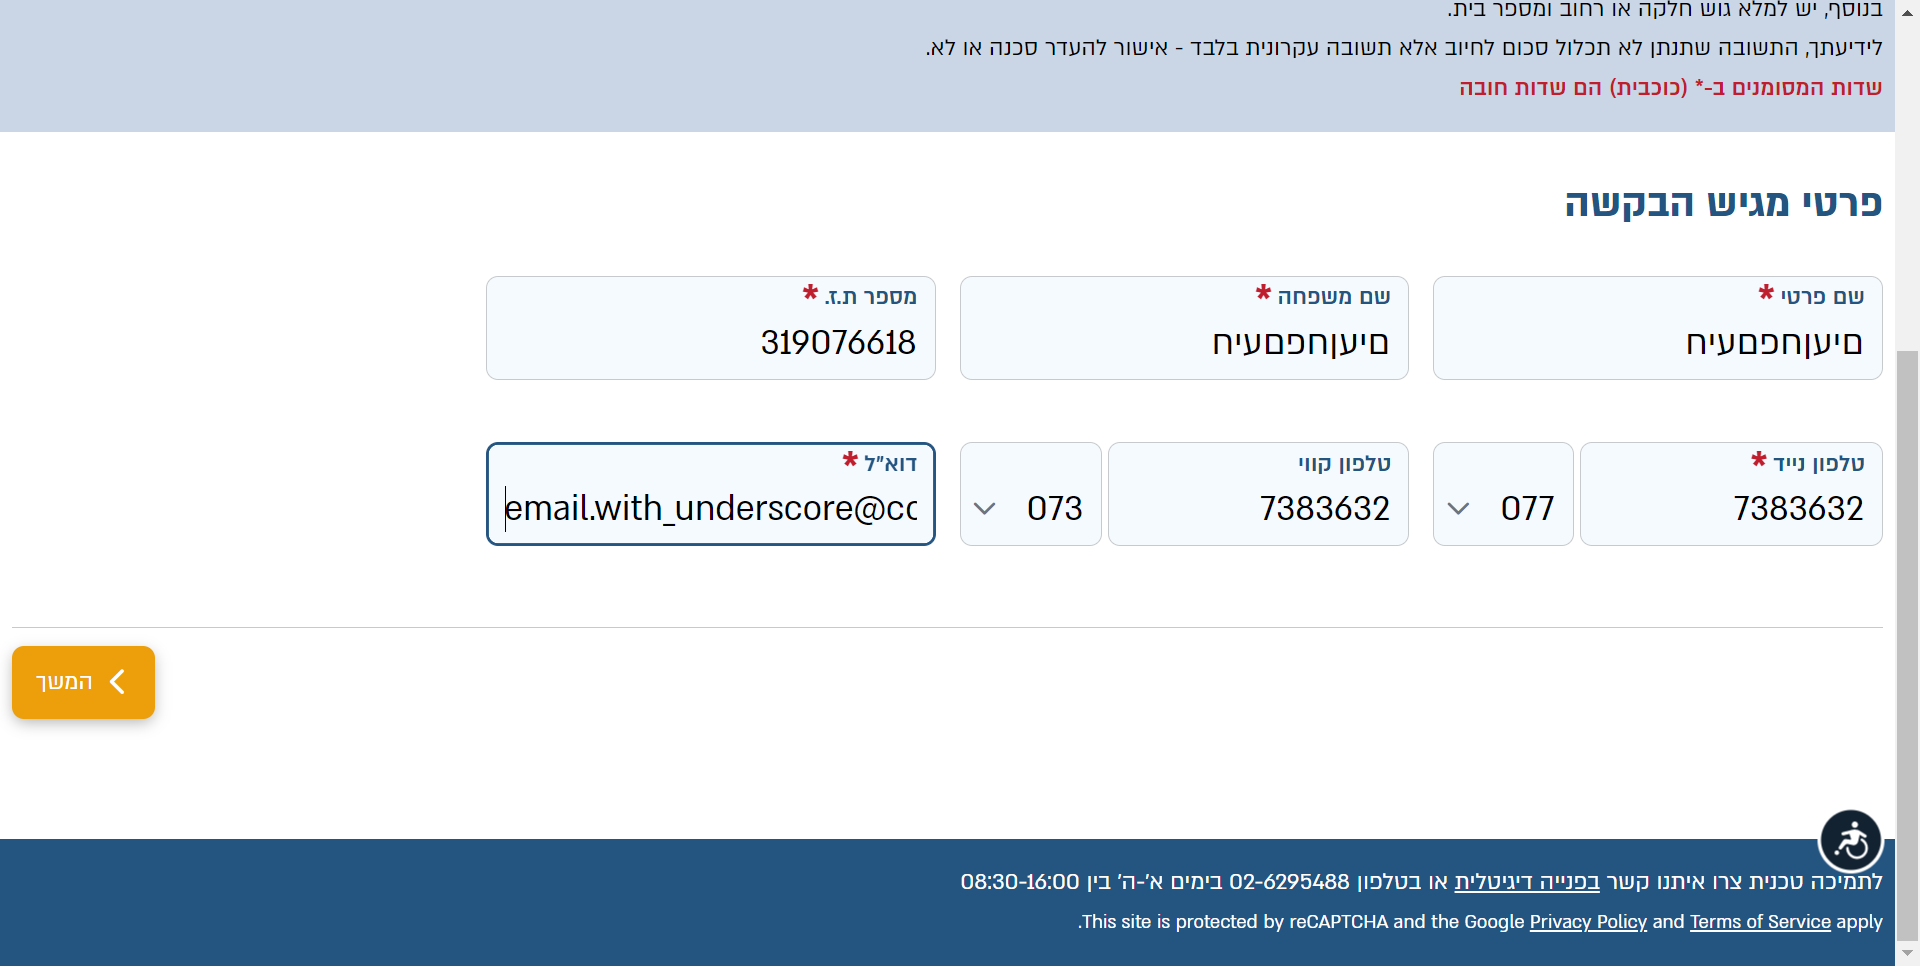 בנוסף, יש למלא גוש חלקה או רחוב ומספר בית.
לידיעתך, התשובה שתנתן לא תכלול סכום לחיוב אלא תשובה עקרונית בלבד - אישור להעדר סכנה או לא.
שדות המסומנים ב-* (כוכבית) הם שדות חובה
פרטי מגיש הבקשה
שם פרטי *
םיעןחפםעיח
שם משפחה *
םיעןחפםעיח
מספר ת.ז. *
319076618
טלפון נייד *
7383632
077
טלפון קווי
7383632
073
דוא"ל *
email.with_underscore@cc
המשך
לתמיכה טכנית צרו איתנו קשר בפנייה דיגיטלית או בטלפון 02-6295488 בימים א'-ה' בין 08:30-16:00
This site is protected by reCAPTCHA and the Google Privacy Policy and Terms of Service apply.